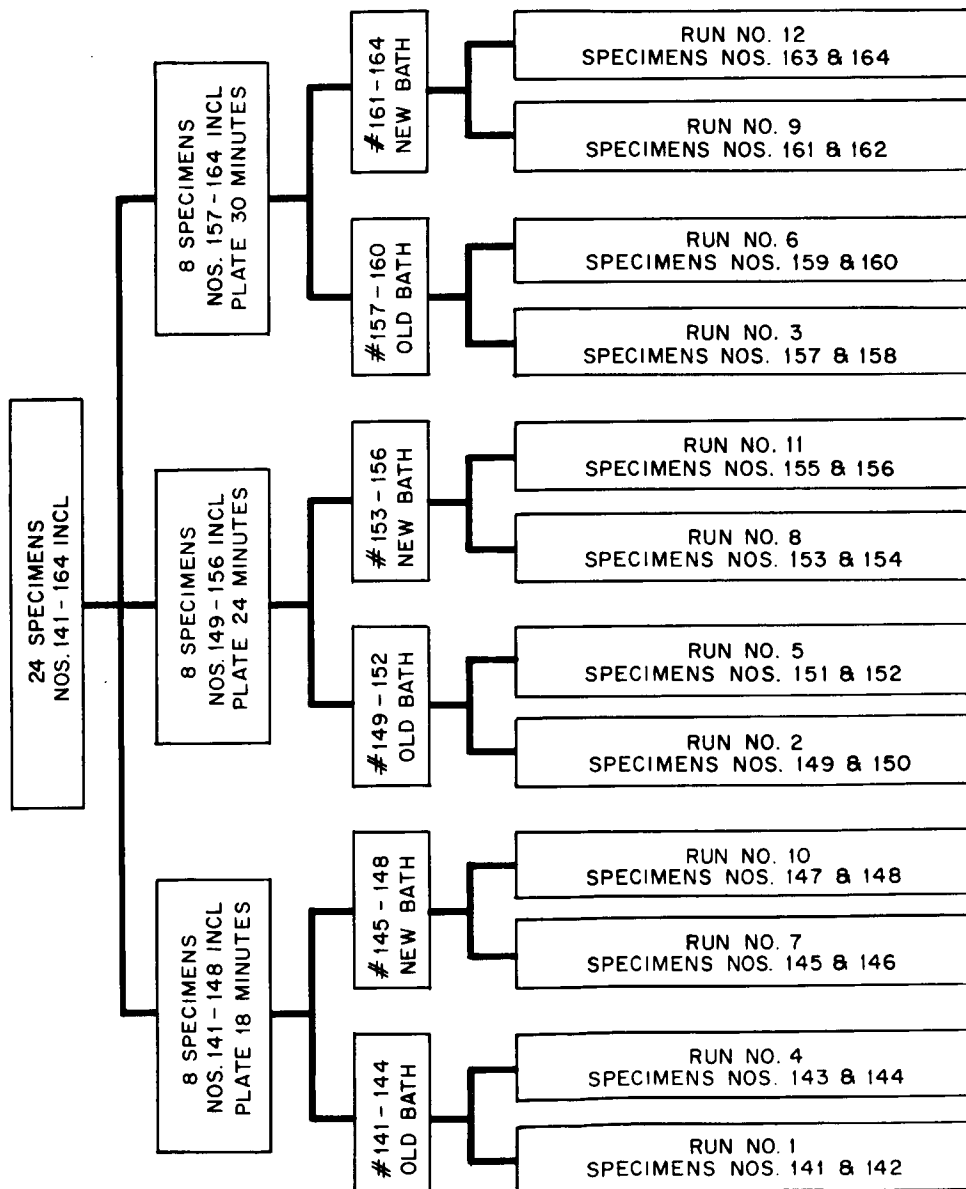 24 SPECIMENS
NOS. 141-164 INCL
8 SPECIMENS
NOS. 157-164 INCL
PLATE 30 MINUTES
#161-164
NEW BATH
RUN NO. 12
SPECIMENS NOS. 163 & 164
RUN NO. 9
SPECIMENS NOS. 161 & 162
#157-160
OLD BATH
RUN NO. 6
SPECIMENS NOS. 159 & 160
RUN NO. 3
SPECIMENS NOS. 157 & 158
8 SPECIMENS
NOS. 149-156 INCL
PLATE 24 MINUTES
#153-156
NEW BATH
RUN NO. 11
SPECIMENS NOS. 155 & 156
RUN NO. 8
SPECIMENS NOS. 153 & 154
#149-152
OLD BATH
RUN NO. 5
SPECIMENS NOS. 151 & 152
RUN NO. 2
SPECIMENS NOS. 149 & 150
8 SPECIMENS
NOS. 141-148 INCL
PLATE 18 MINUTES
#145-148
NEW BATH
RUN NO. 10
SPECIMENS NOS. 147 & 148
RUN NO. 7
SPECIMENS NOS. 145 & 146
#141-144
OLD BATH
RUN NO. 4
SPECIMENS NOS. 143 & 144
RUN NO. 1
SPECIMENS NOS. 141 & 142